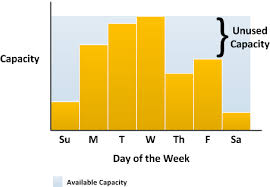 Unused
Capacity
Capacity
Su M T W Th F Sa
Day of the Week
Available Capacity